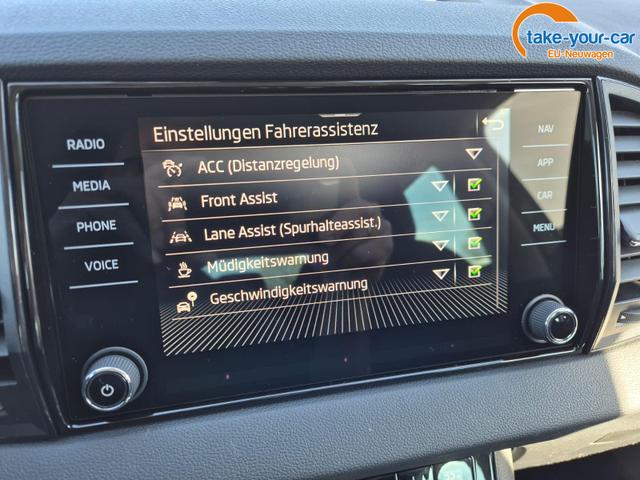 take-your-car
EU-Neuwagen
RADIO
MEDIA
PHONE
VOICE
Einstellungen Fahrerassistenz
ACC (Distanzregelung)
Front Assist
Lane Assist (Spurhalteassist.)
Müdigkeitswarnung
Geschwindigkeitswarnung
NAV
APP
CAR
MENU